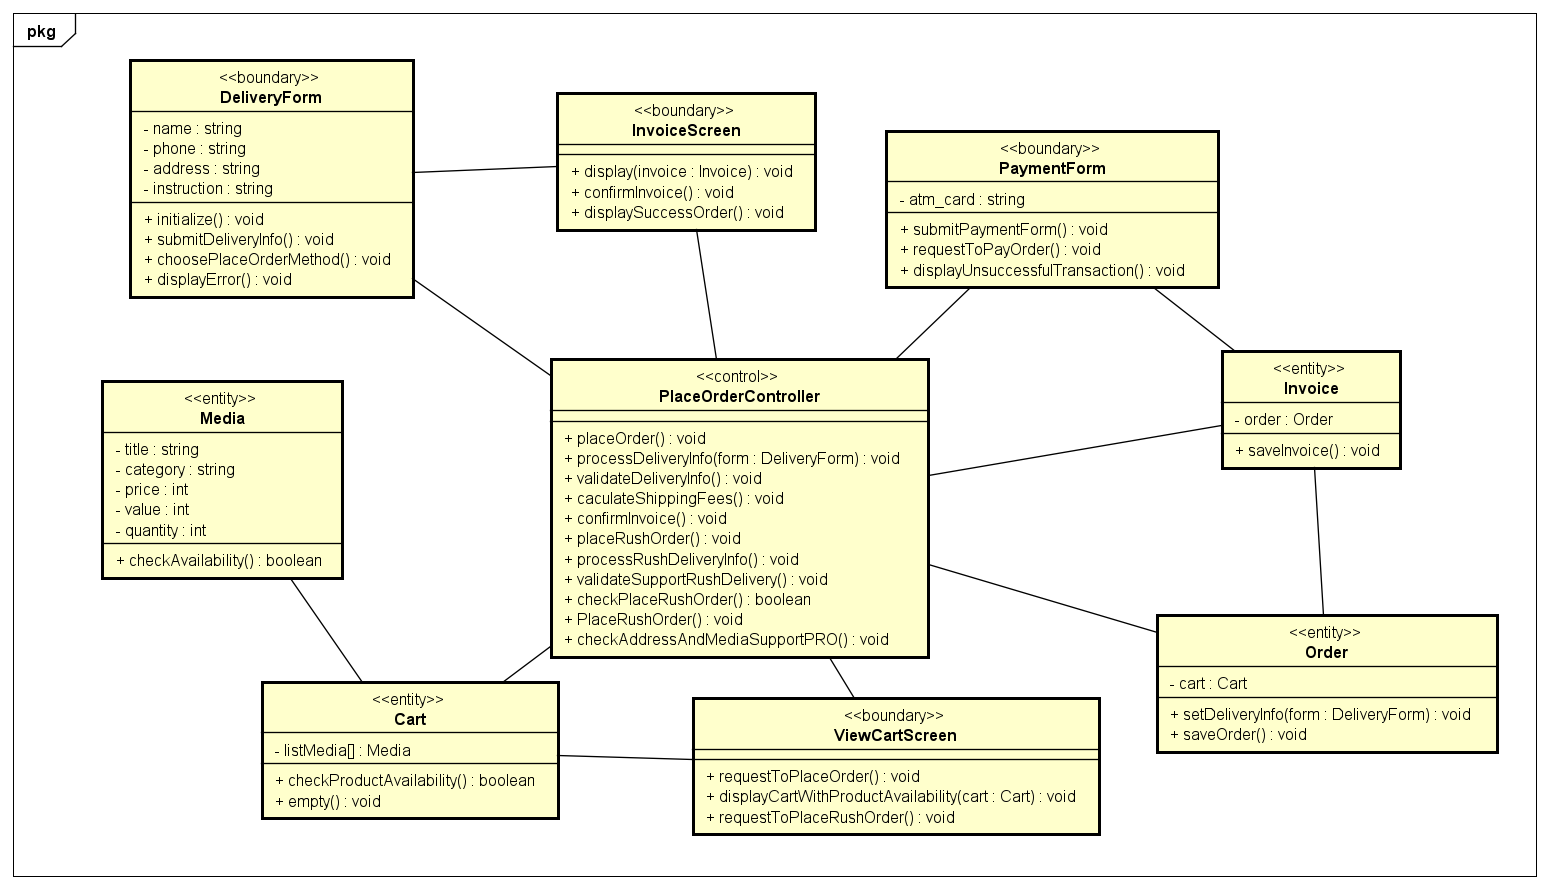 pkg
<<boundary>>
DeliveryForm
- name : string
- phone : string
- address : string
- instruction : string
+ initialize() : void
+ submitDeliveryInfo() : void
+ choosePlaceOrderMethod() : void
+ displayError() : void
<<boundary>>
InvoiceScreen
+ display(invoice : Invoice) : void
+ confirmInvoice() : void
+ displaySuccessOrder() : void
<<boundary>>
PaymentForm
- atm_card : string
+ submitPaymentForm() : void
+ requestToPayOrder() : void
+ displayUnsuccessfulTransaction() : void
<<entity>>
Media
- title : string
- category : string
- price : int
- value : int
- quantity : int
+ checkAvailability() : boolean
<<control>>
PlaceOrderController
+ placeOrder() : void
+ processDeliveryInfo(form : DeliveryForm) : void
+ validateDeliveryInfo() : void
+ caculateShippingFees() : void
+ confirmInvoice() : void
+ placeRushOrder() : void
+ processRushDeliveryInfo() : void
+ validateSupportRushDelivery() : void
+ checkPlaceRushOrder() : boolean
+ PlaceRushOrder() : void
+ checkAddressAndMediaSupportPRO() : void
<<entity>>
Invoice
- order : Order
+ saveInvoice() : void
<<entity>>
Order
- cart : Cart
+ setDeliveryInfo(form : DeliveryForm) : void
+ saveOrder() : void
<<entity>>
Cart
- listMedia[] : Media
+ checkProductAvailability() : boolean
+ empty() : void
<<boundary>>
ViewCartScreen
+ requestToPlaceOrder() : void
+ displayCartWithProductAvailability(cart : Cart) : void
+ requestToPlaceRushOrder() : void